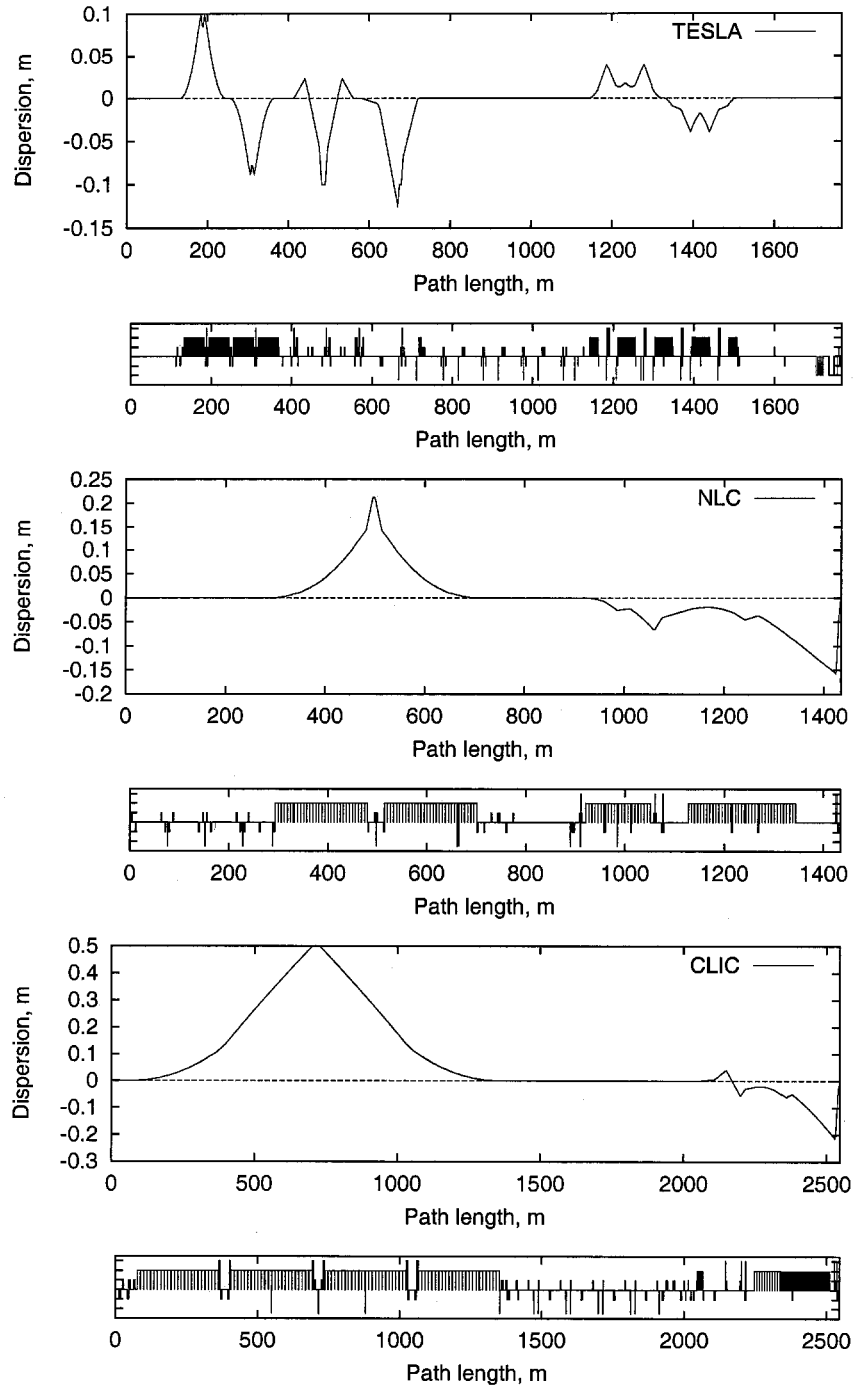 0.1
TESLA
0.05
0
-0.05
-0.1
-0.15
Dispersion, m
0 200 400 600 800 1000 1200 1400 1600
Path length, m
0 200 400 600 800 1000 1200 1400 1600
Path length, m
0.25
NLC
0.2
0.15
0.1
0.05
0
-0.05
-0.1
-0.15
-0.2
Dispersion, m
0 200 400 600 800 1000 1200 1400
Path length, m
0 200 400 600 800 1000 1200 1400
Path length, m
0.5
CLIC
0.4
0.3
0.2
0.1
0
-0.1
-0.2
-0.3
Dispersion, m
0 500 1000 1500 2000 2500
Path length, m
0 500 1000 1500 2000 2500
Path length, m